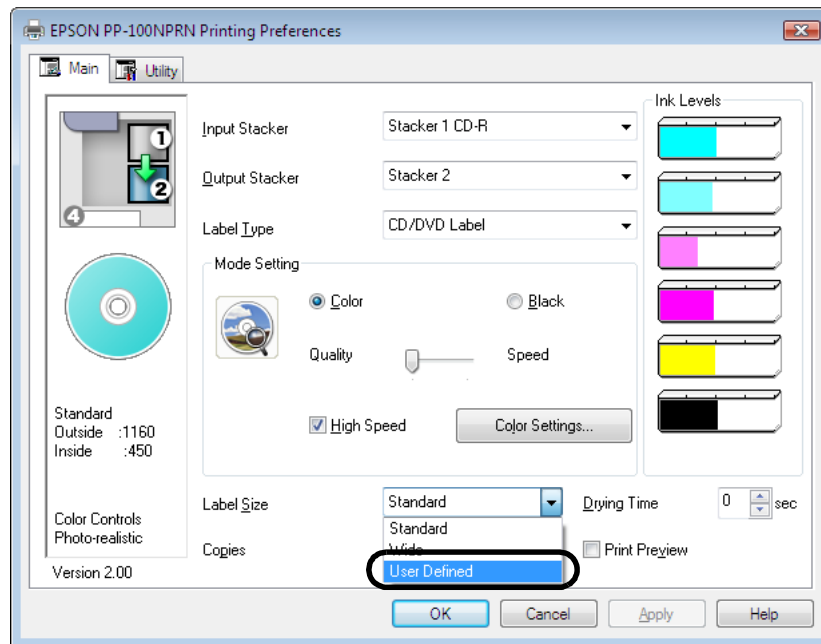 EPSON PP-100NPRN Printing Preferences
Main
Utility
1
2
4
Standard
Outside :1160
Inside :450
Color Controls
Photo-realistic
Version 2.00
Input Stacker
Stacker 1 CD-R
Output Stacker
Stacker 2
Label Type
CD/DVD Label
Mode Setting
Color
Black
Quality
Speed
High Speed
Color Settings...
Ink Levels
Label Size
Standard
Drying Time
0
sec
Standard
Wide
User Defined
Copies
Print Preview
OK
Cancel
Apply
Help